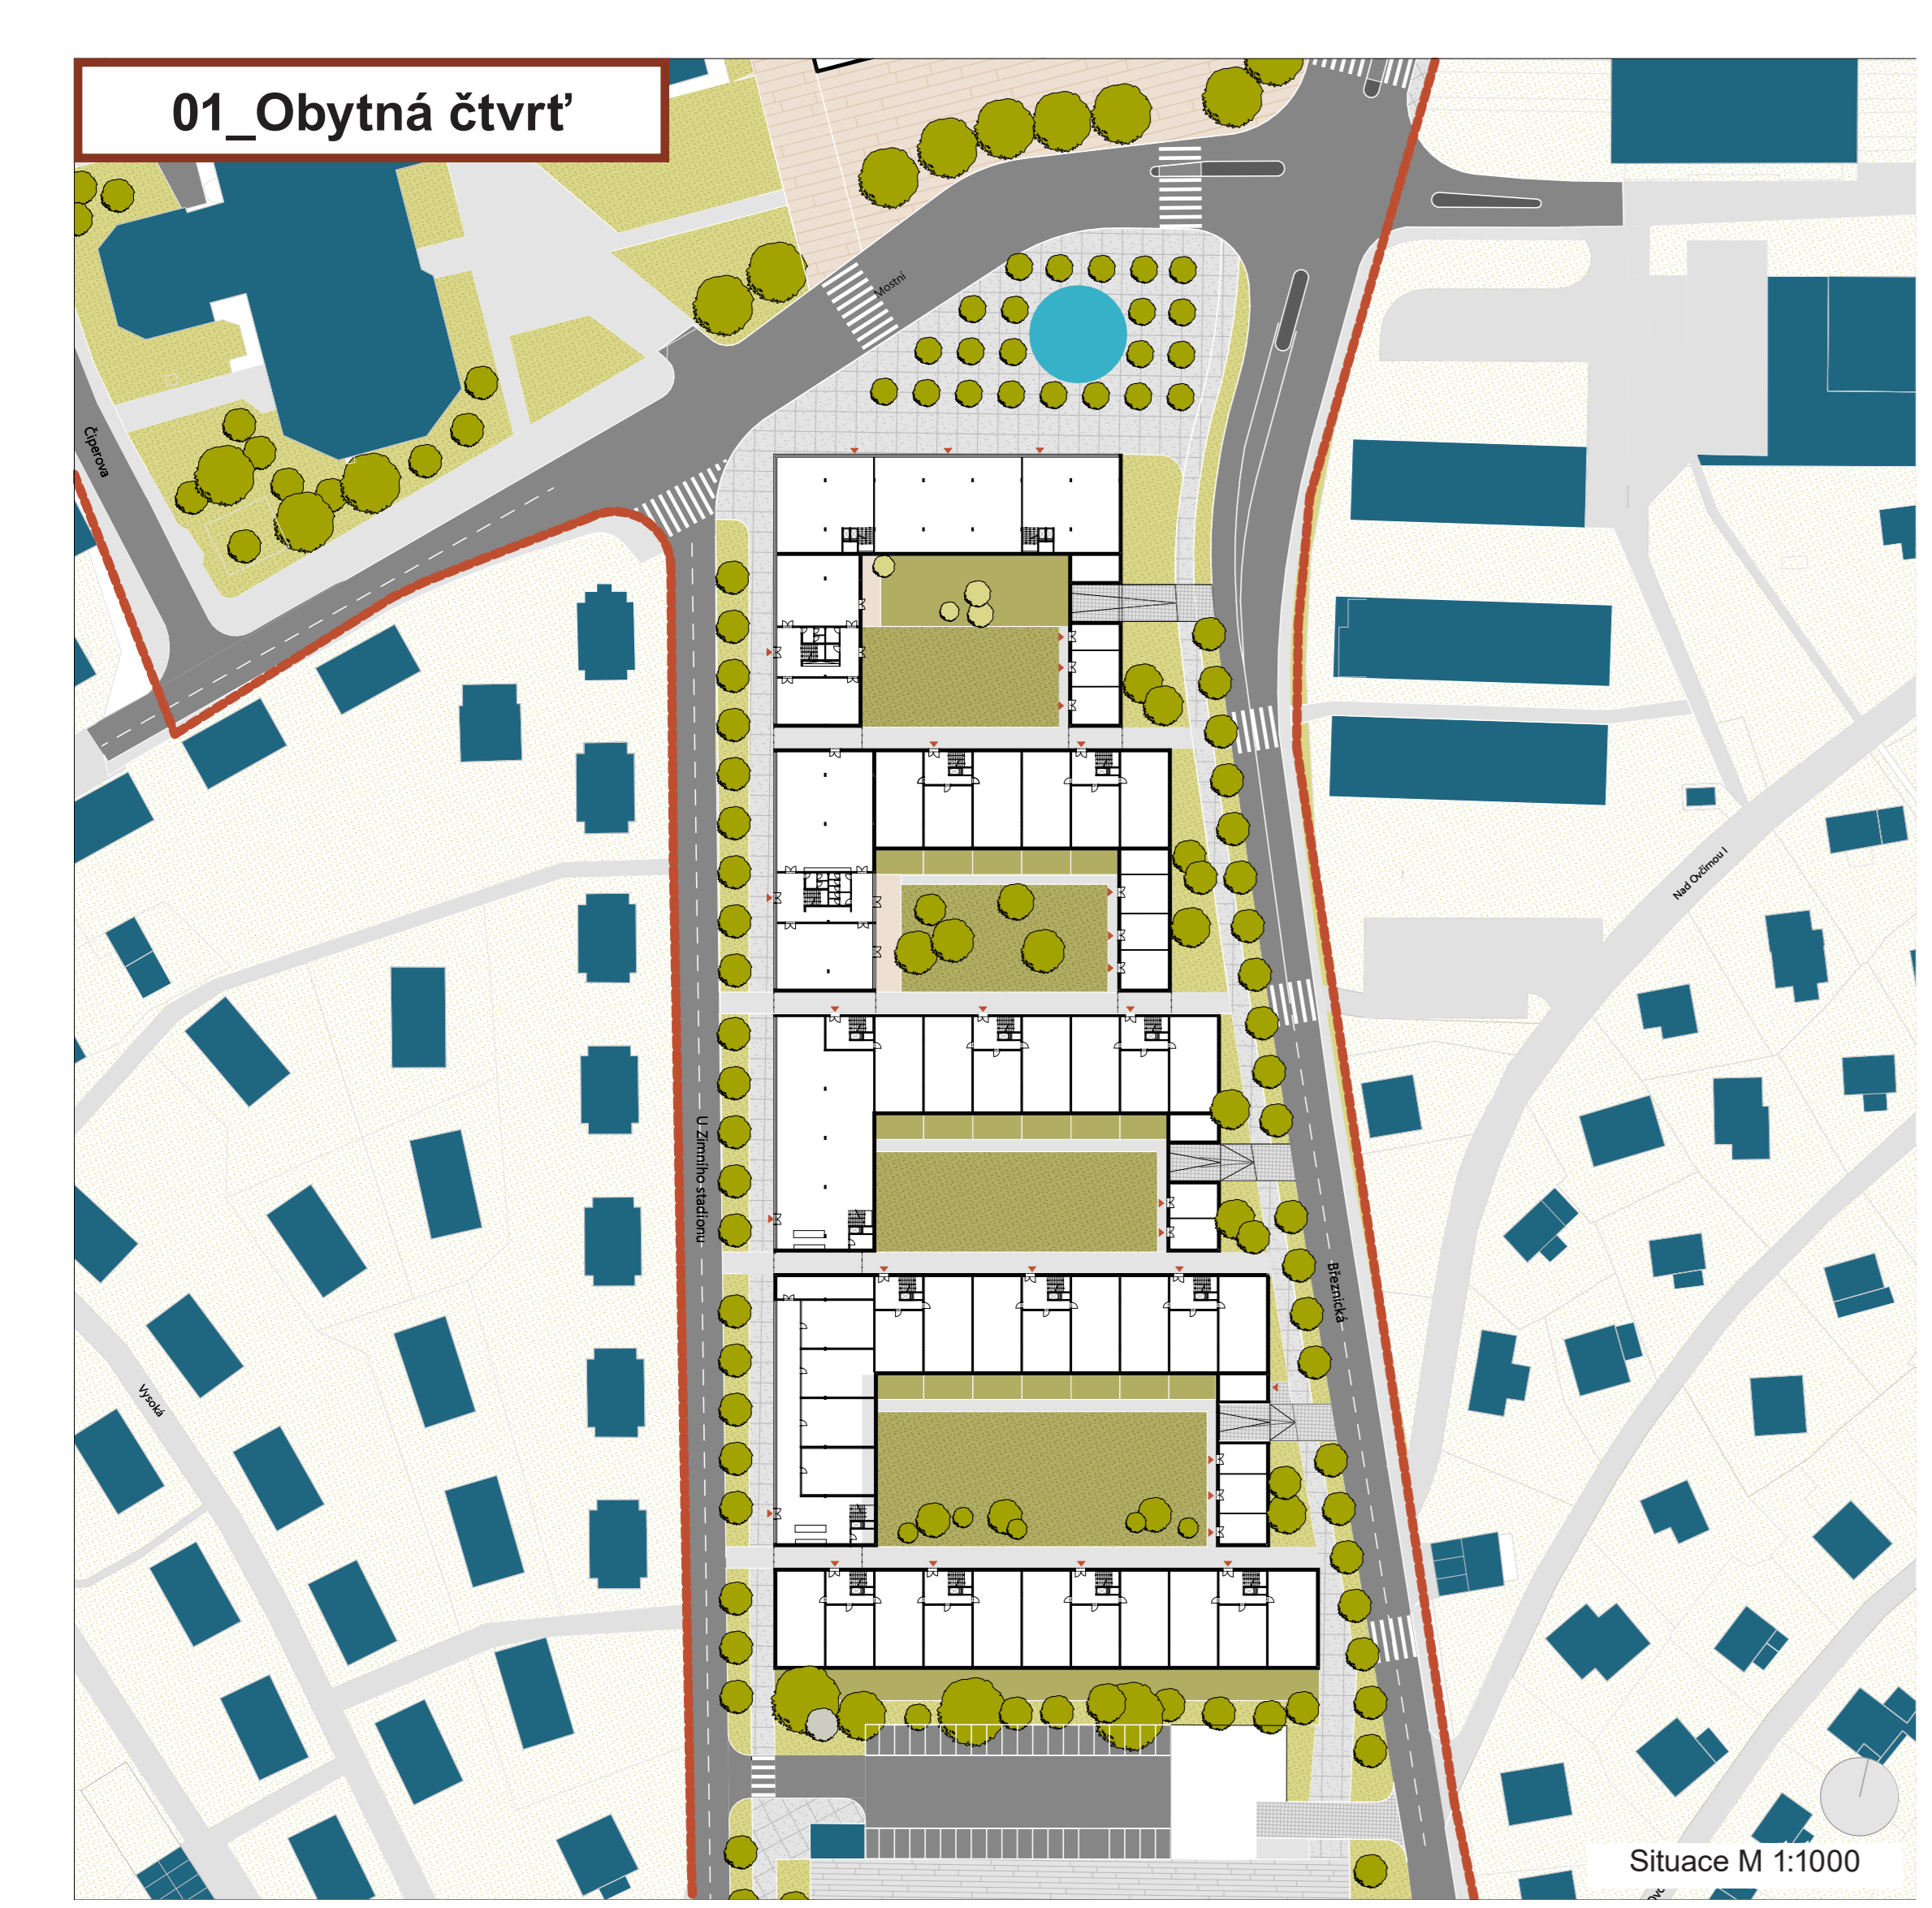 01_Obytná čtvrť
Mostní
Čiperova
Nad Ovčírnou I
U Zimního stadionu
Březnická
Vysoká
Situace M 1:1000